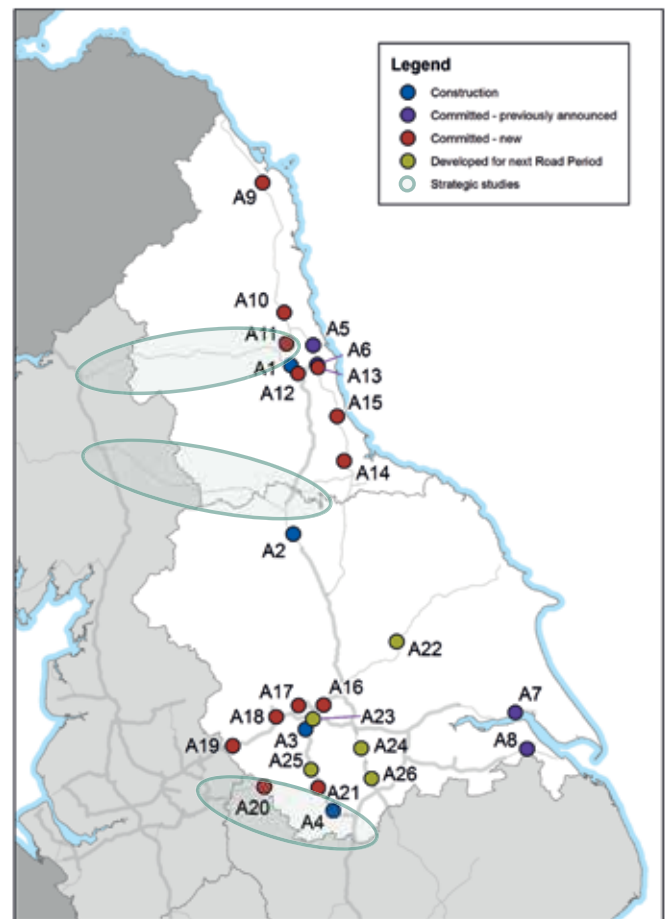 Legend
Construction
Committed - previously announced
Committed - new
Developed for next Road Period
Strategic studies
A9
A10
A11
A5
A6
A1
A13
A12
A15
A14
A2
A22
A17
A16
A7
A18
A23
A19
A3
A24
A8
A25
A26
A20
A21
A4